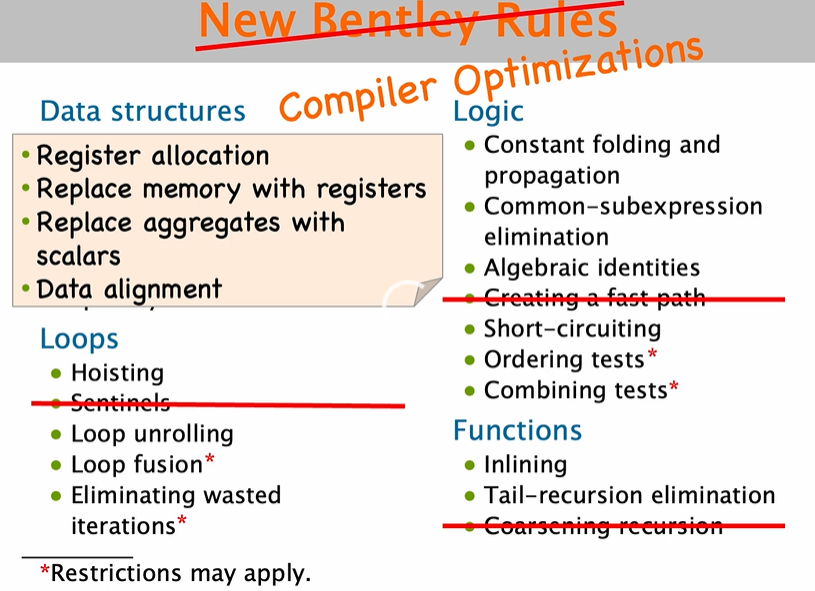 New Bentley Rules
Compiler Optimizations
Data structures
• Register allocation
• Replace memory with registers
• Replace aggregates with
scalars
• Data alignment
Loops
• Hoisting
• Sentinels
• Loop unrolling
• Loop fusion*
• Eliminating wasted
iterations*
Logic
• Constant folding and
propagation
• Common-subexpression
elimination
• Algebraic identities
• Creating a fast path
• Short-circuiting
• Ordering tests*
• Combining tests*
Functions
• Inlining
• Tail-recursion elimination
• Coarsening recursion
*Restrictions may apply.